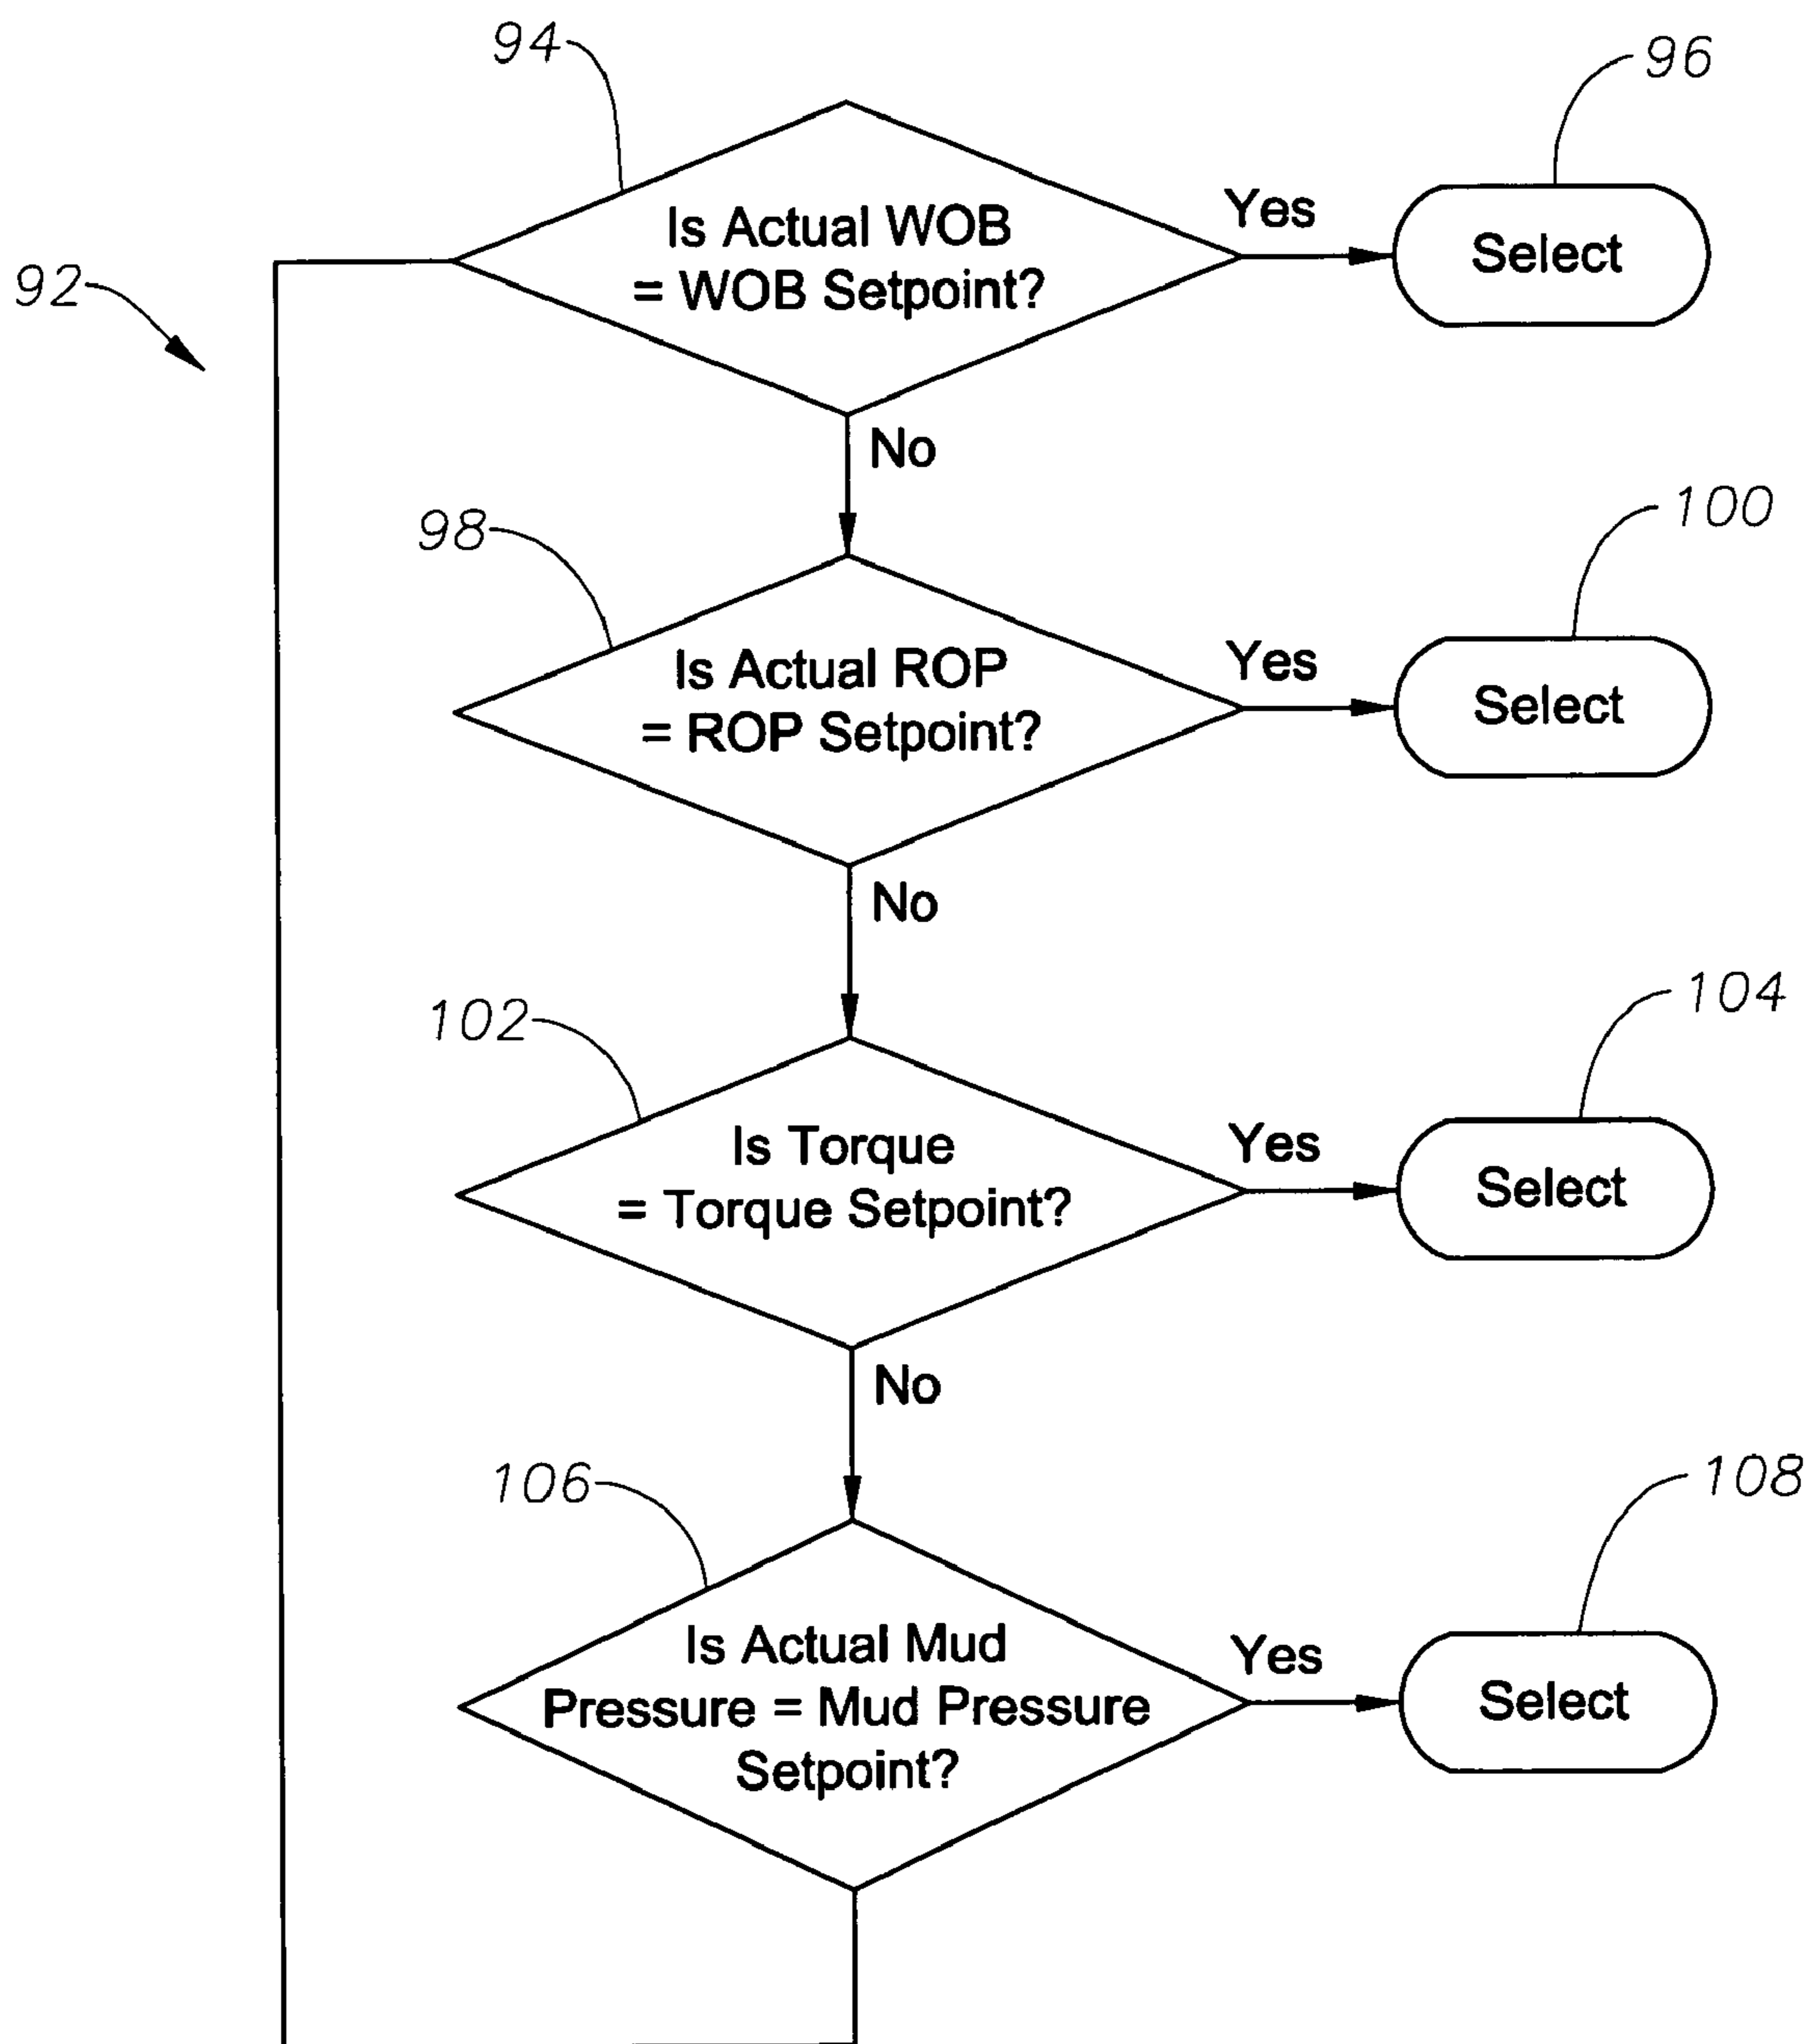 94
96
Is Actual WOB
= WOB Setpoint?
Yes
Select
92
No
98
100
Is Actual ROP
= ROP Setpoint?
Yes
Select
No
102
104
Is Torque
= Torque Setpoint?
Yes
Select
No
106
108
Is Actual Mud
Pressure = Mud Pressure
Setpoint?
Yes
Select